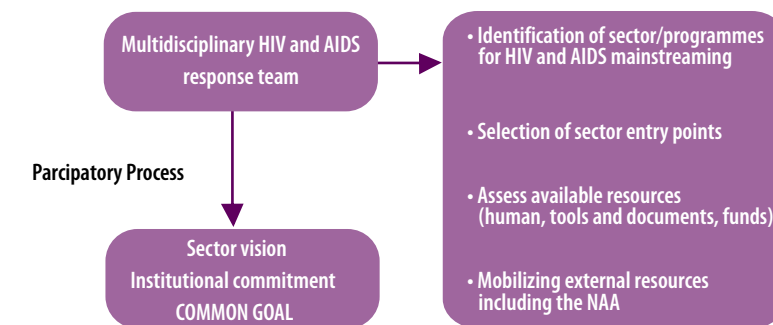 Multidisciplinary HIV and AIDS
response team
• Identification of sector/programmes
for HIV and AIDS mainstreaming
• Selection of sector entry points
• Assess available resources
(human, tools and documents, funds)
• Mobilizing external resources
including the NAA
Parcipatory Process
Sector vision
Institutional commitment
COMMON GOAL